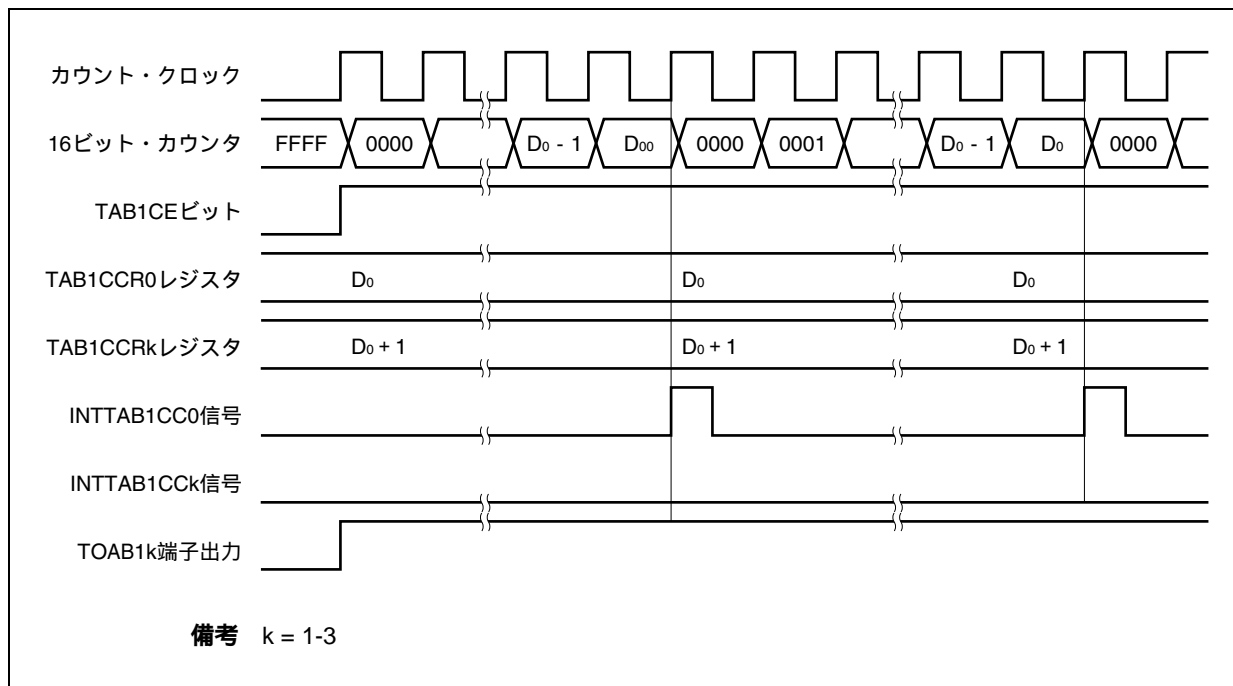 カウント・クロック
16ビット・カウンタ FFFF 0000 D0 - 1 D00 0000 0001 D0 - 1 D0 0000
TAB1CEビット
TAB1CCR0レジスタ D0 D0 D0
TAB1CCRkレジスタ D0 + 1 D0 + 1 D0 + 1
INTTAB1CC0信号
INTTAB1CCk信号
TOAB1k端子出力
備考 k = 1-3